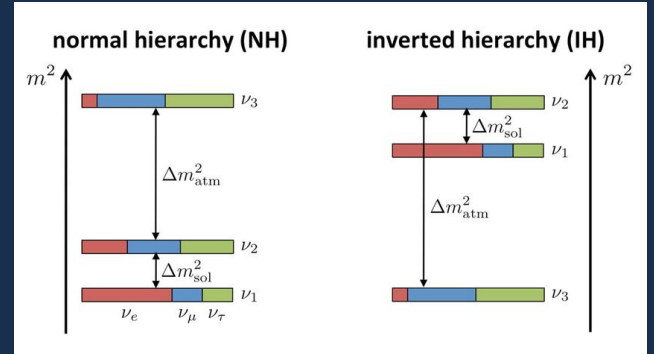 normal hierarchy (NH)
m²
ν₃
Δm²atm
ν₂
Δm²sol
ν₁
νe νμ ντ
inverted hierarchy (IH)
m²
ν₂
Δm²sol
ν₁
Δm²atm
ν₃